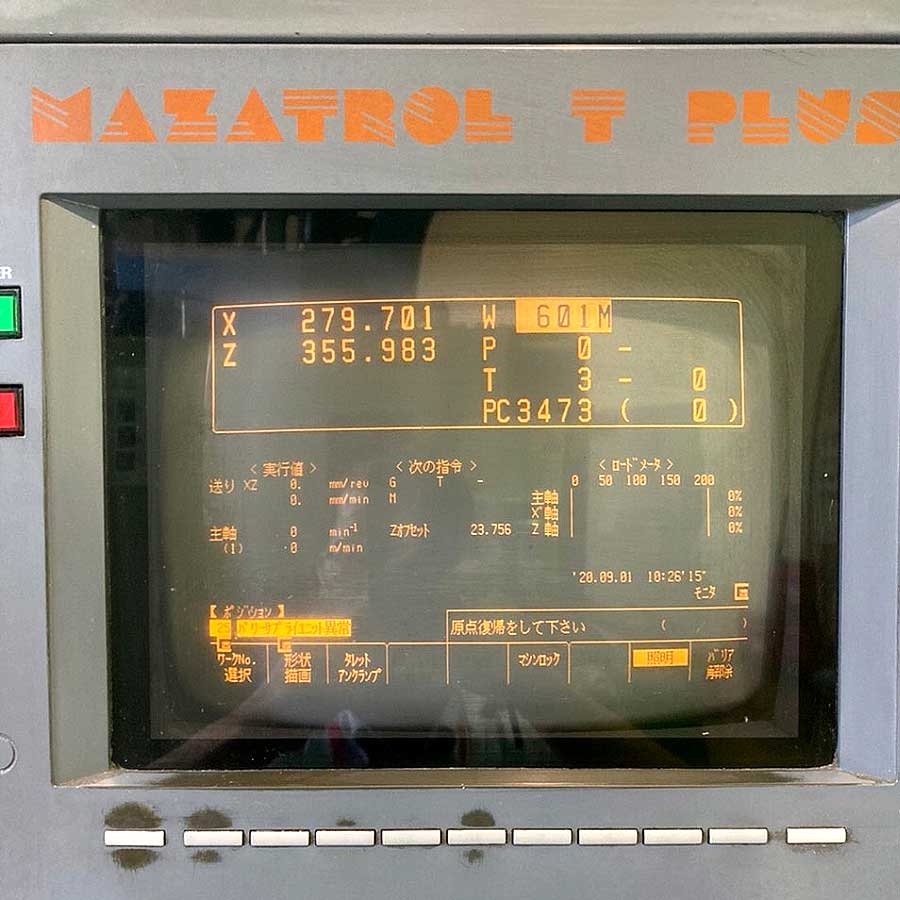 MAZATROL T PLUS
ER
X 279.701 W 601M
Z 355.983 P 0 -
T 3 - 0
PC3473 ( 0 )
< 実行値 > < 次の指令 > < ロードメータ >
送り XZ 0. mm/rev G T - 0 50 100 150 200
0. mm/min M 主軸 0%
X 軸 0%
主軸 0 min-1 Zオフセット 23.756 Z 軸 0%
(1) 0 m/min
'20.09.01 10:26'15"
モニタ
【 ポジション 】
サプライユニット異常 原点復帰をして下さい ( )
ワークNo. 選択 形状 描画 タレット アンクランプ マシンロック 照明 バリア 解除